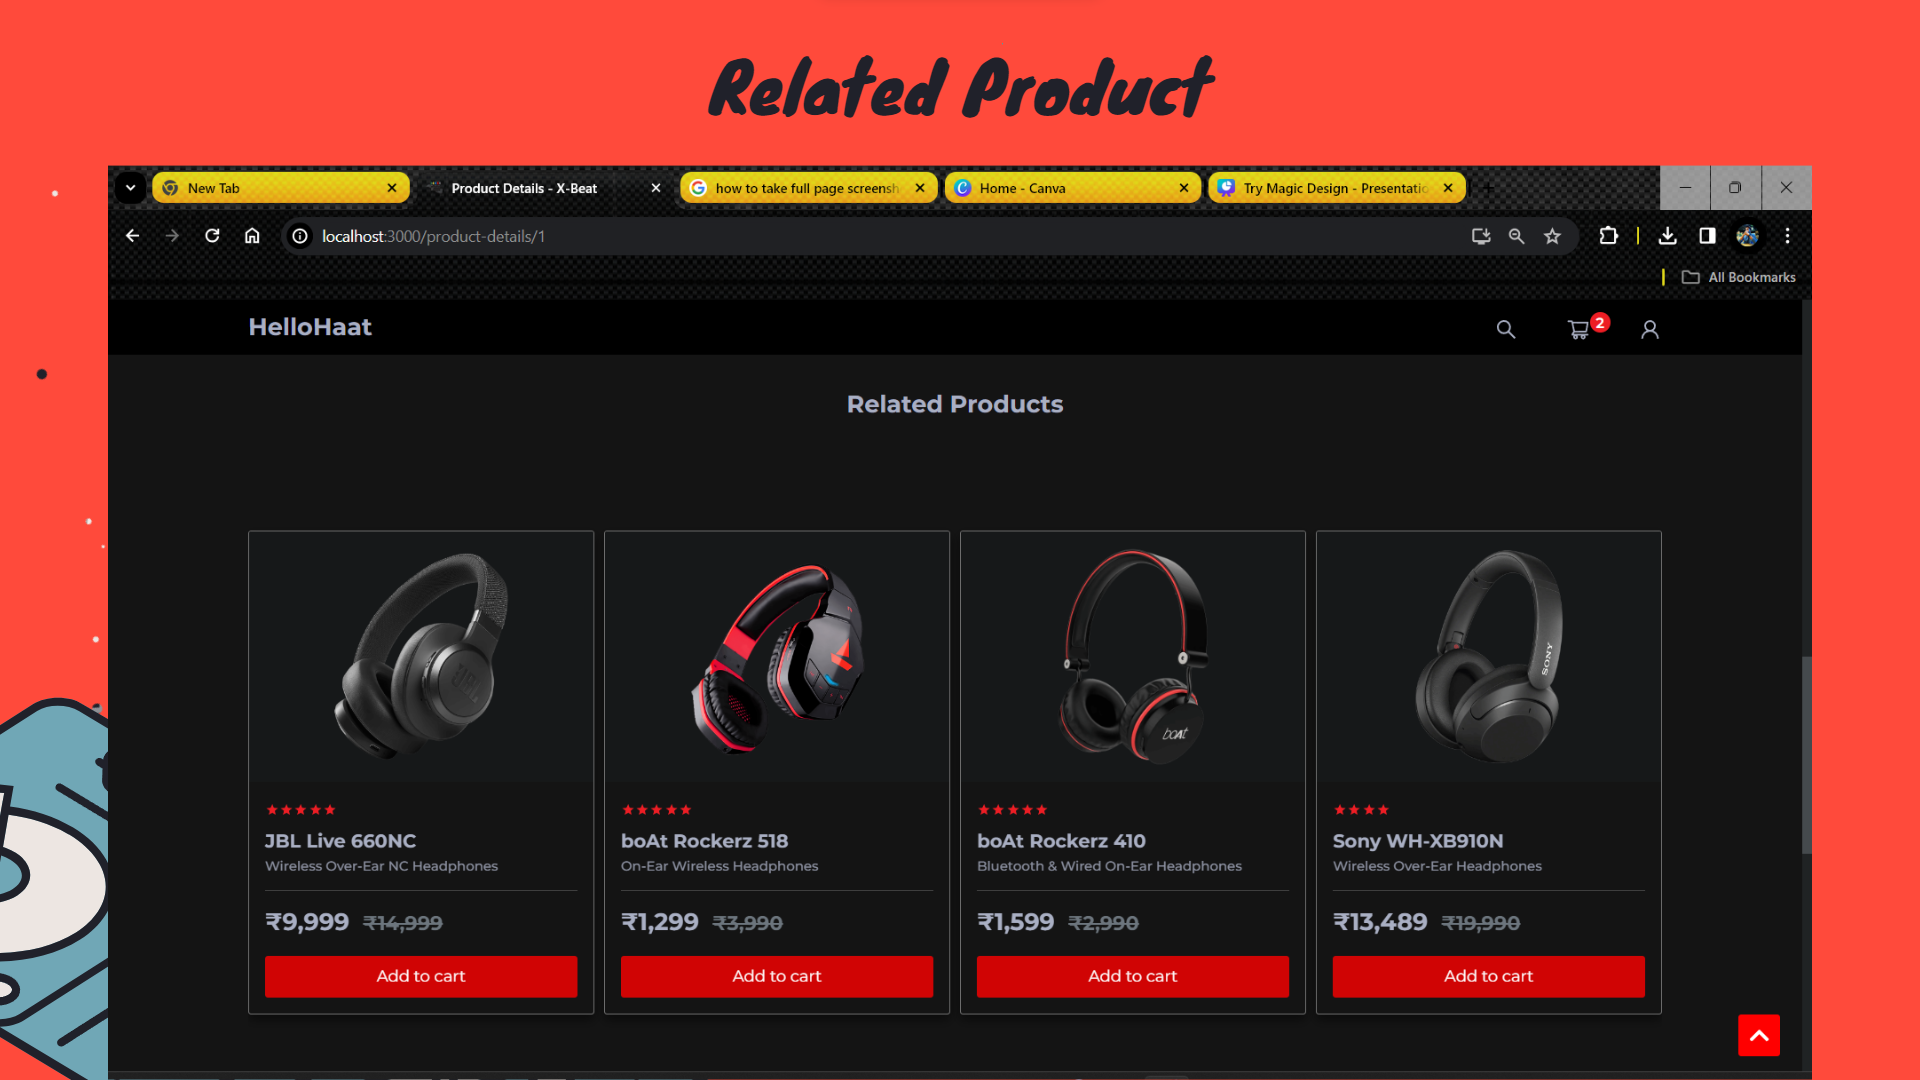 Related Product
New Tab
Product Details - X-Beat
how to take full page screensh
Home - Canva
Try Magic Design - Presentatio
localhost:3000/product-details/1
All Bookmarks
HelloHaat
2
Related Products
JBL
boAt
SONY
JBL Live 660NC
Wireless Over-Ear NC Headphones
₹9,999 ₹14,999
Add to cart
boAt Rockerz 518
On-Ear Wireless Headphones
₹1,299 ₹3,990
Add to cart
boAt Rockerz 410
Bluetooth & Wired On-Ear Headphones
₹1,599 ₹2,990
Add to cart
Sony WH-XB910N
Wireless Over-Ear Headphones
₹13,489 ₹19,990
Add to cart